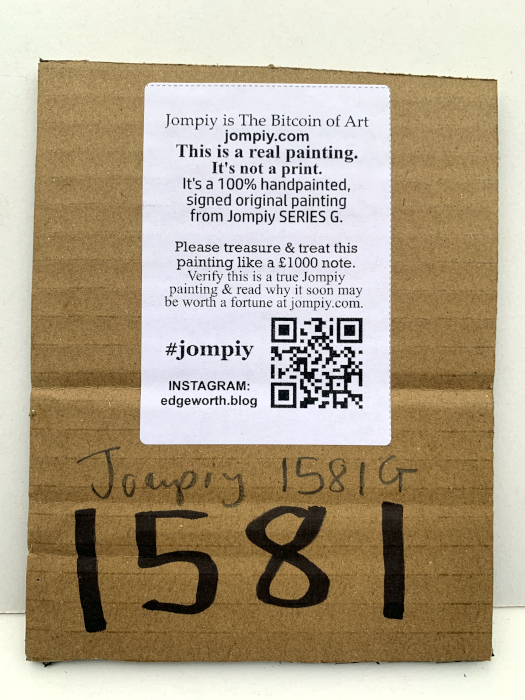 Jompiy is The Bitcoin of Art
jompiy.com
This is a real painting.
It's not a print.
It's a 100% handpainted,
signed original painting
from Jompiy SERIES G.
Please treasure & treat this
painting like a £1000 note.
Verify this is a true Jompiy
painting & read why it soon may
be worth a fortune at jompiy.com.
#jompiy
INSTAGRAM:
edgeworth.blog
Jompiy 1581G
1581